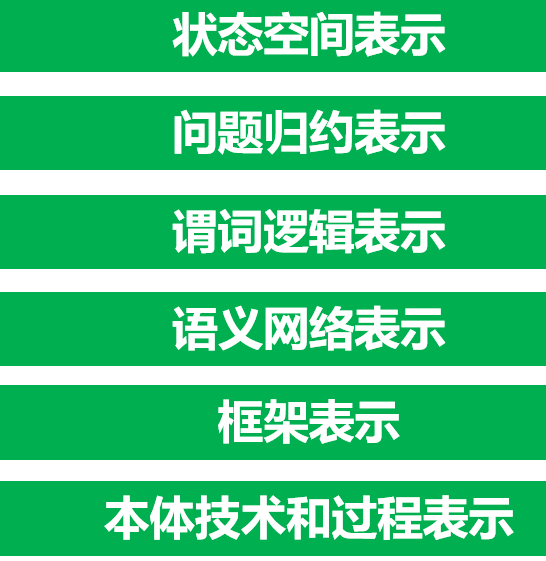 状态空间表示
问题归约表示
谓词逻辑表示
语义网络表示
框架表示
本体技术和过程表示